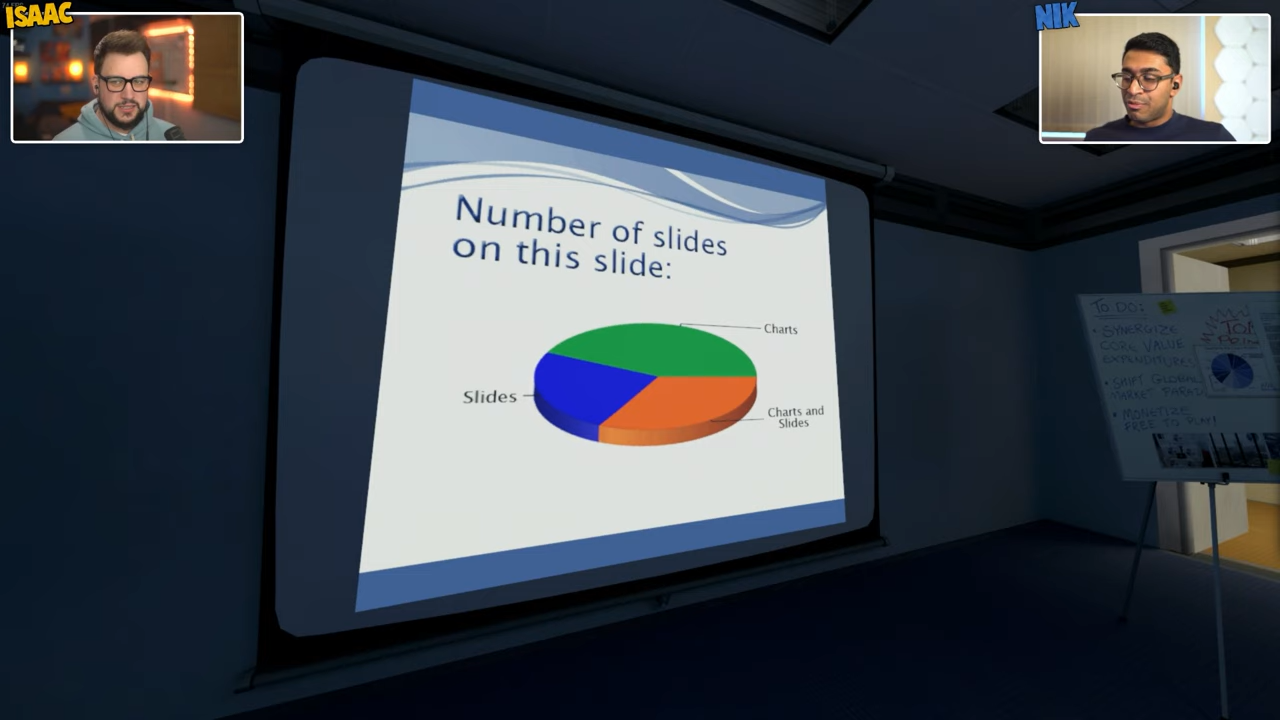 ISAAC
NIK
Number of slides
on this slide:
Charts
Slides
Charts and
Slides
TO DO:
• SYNERGIZE
CORE VALUE
EXPENDITURES
• SHIFT GLOBAL
MARKET
• MONETIZE
FREE TO PLAY!